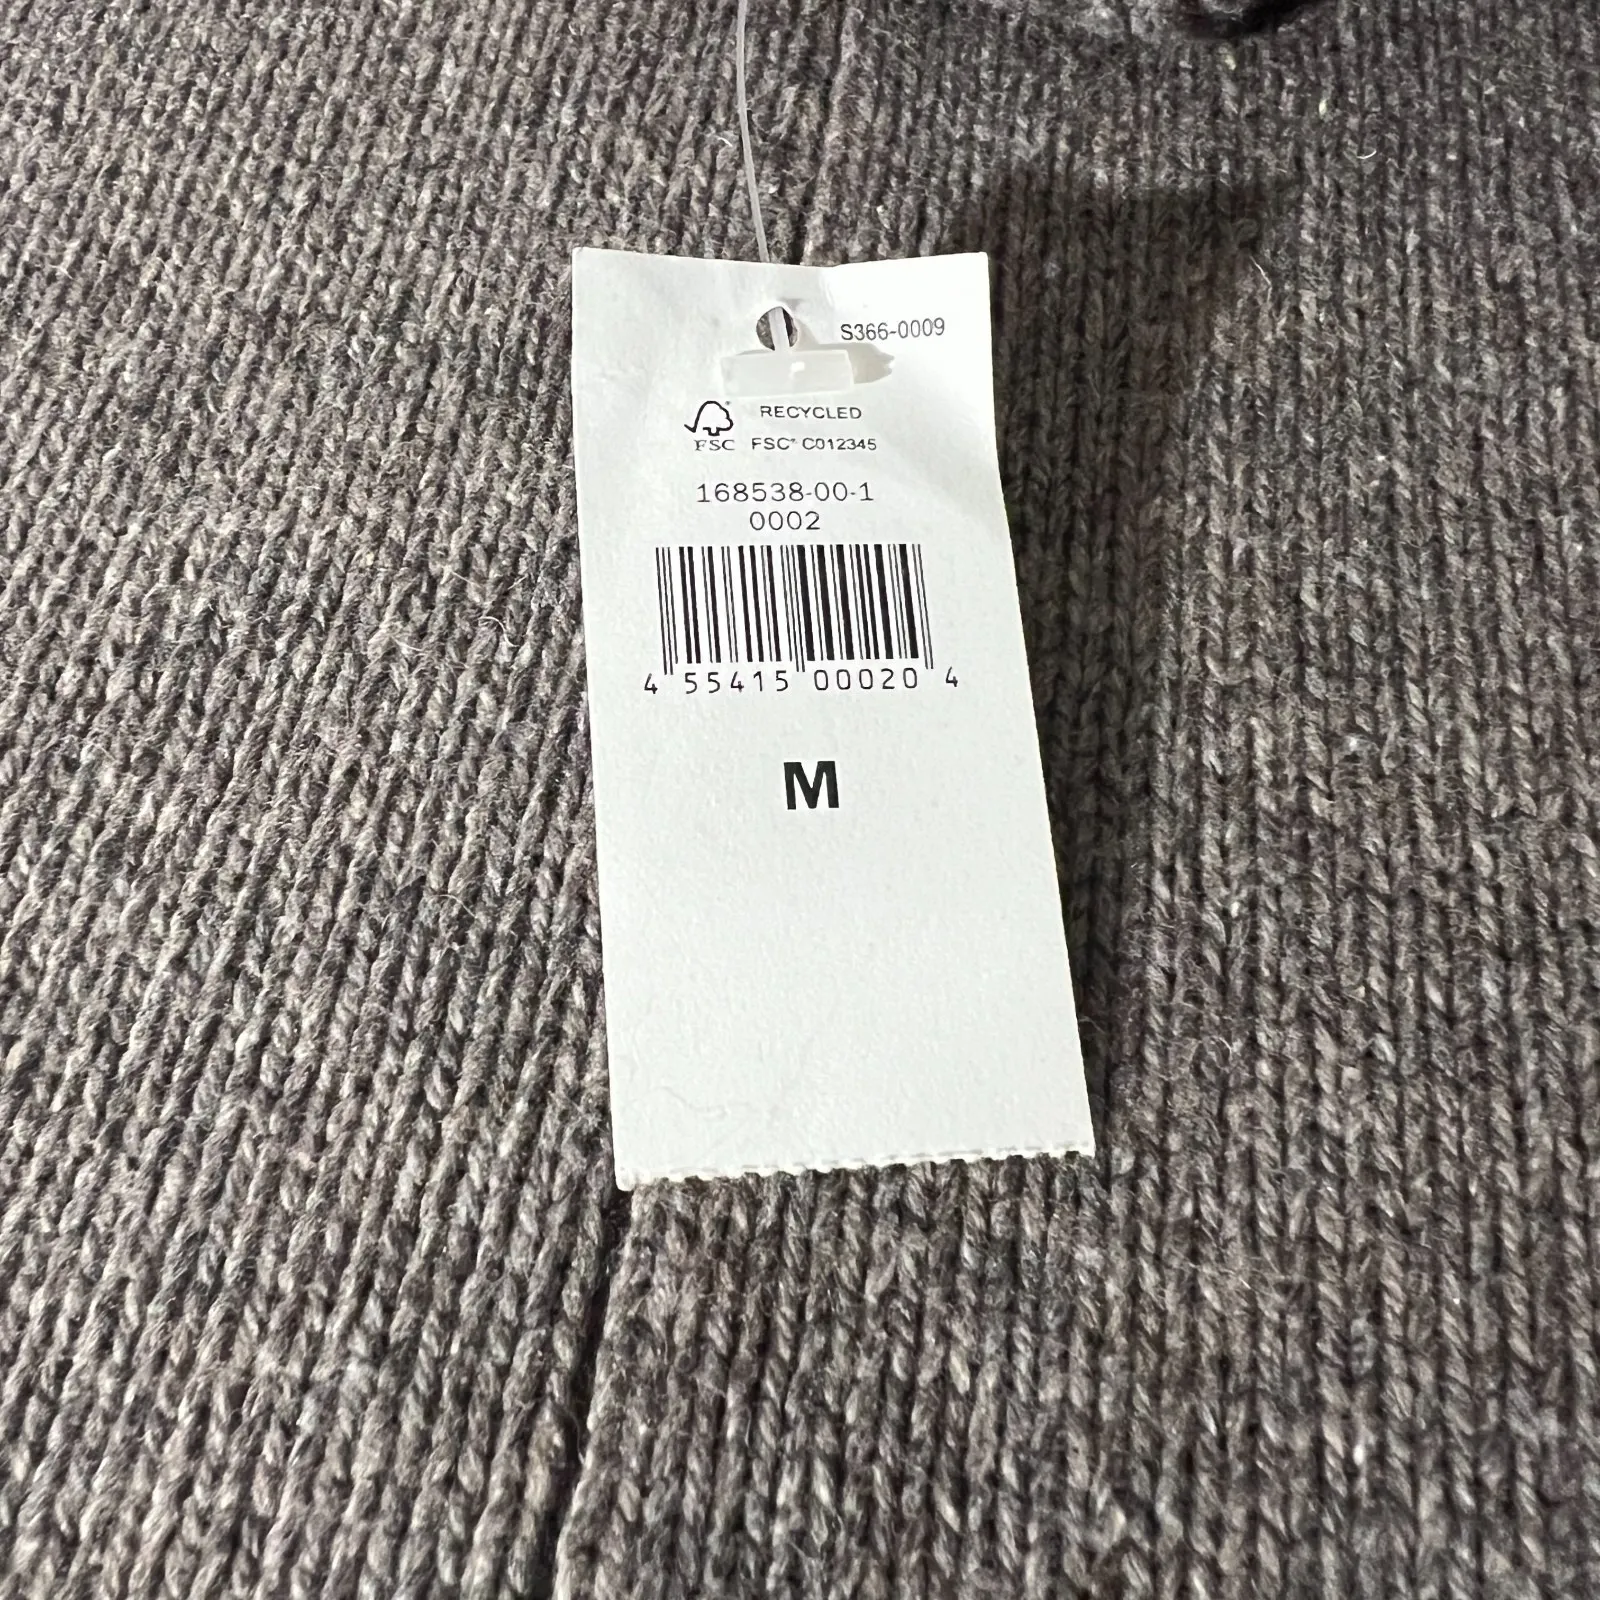 S366-0009
RECYCLED
FSC FSC® C012345
168538-00-1
0002
4 55415 00020 4
M